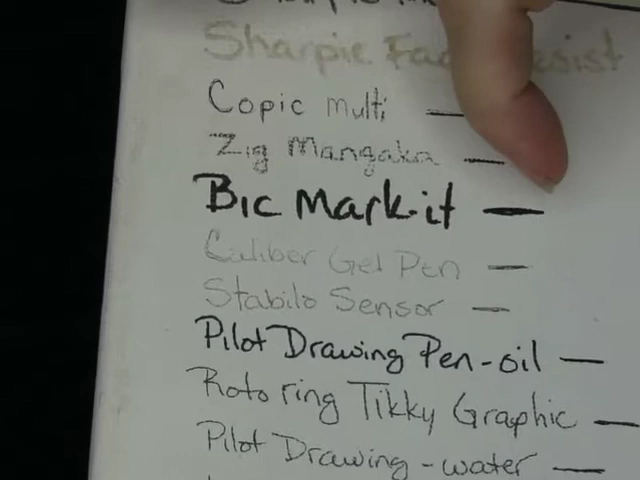 Sharpie
Copic Multi
Zig Mangaka
Bic Mark-it
Caliber Gel Pen
Stabilo Sensor
Pilot Drawing Pen-oil
Rotoring Tikky Graphic
Pilot Drawing-water